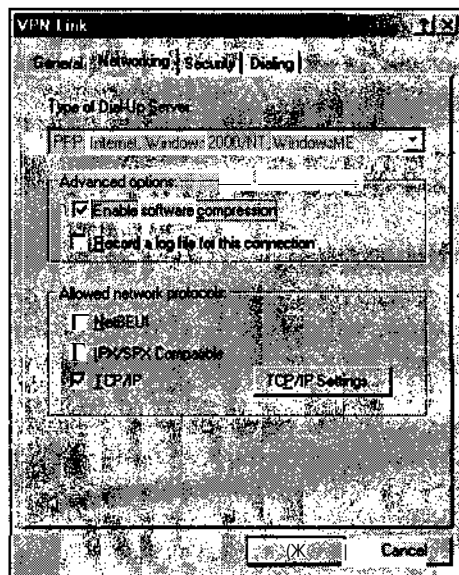 VPN Link
General Networking Security Dialing
Type of Dial-Up Server
PPP: Internet, Windows 2000/NT, Windows ME
Advanced options:
Enable software compression
Record a log file for this connection
Allowed network protocols:
NetBEUI
IPX/SPX Compatible
TCP/IP TCP/IP Settings...
OK Cancel